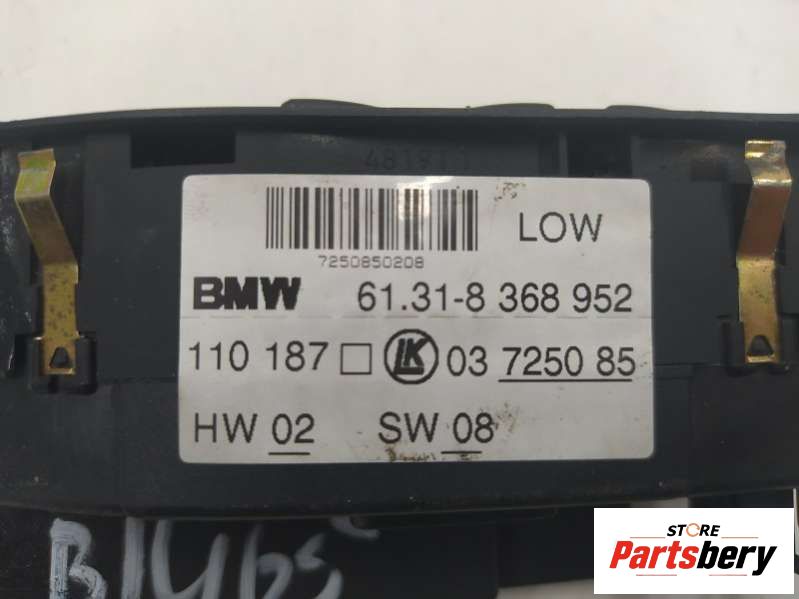 LOW
7250850208
BMW 61.31-8 368 952
110 187 □ LK 03 7250 85
HW 02 SW 08
STORE
Partsbery